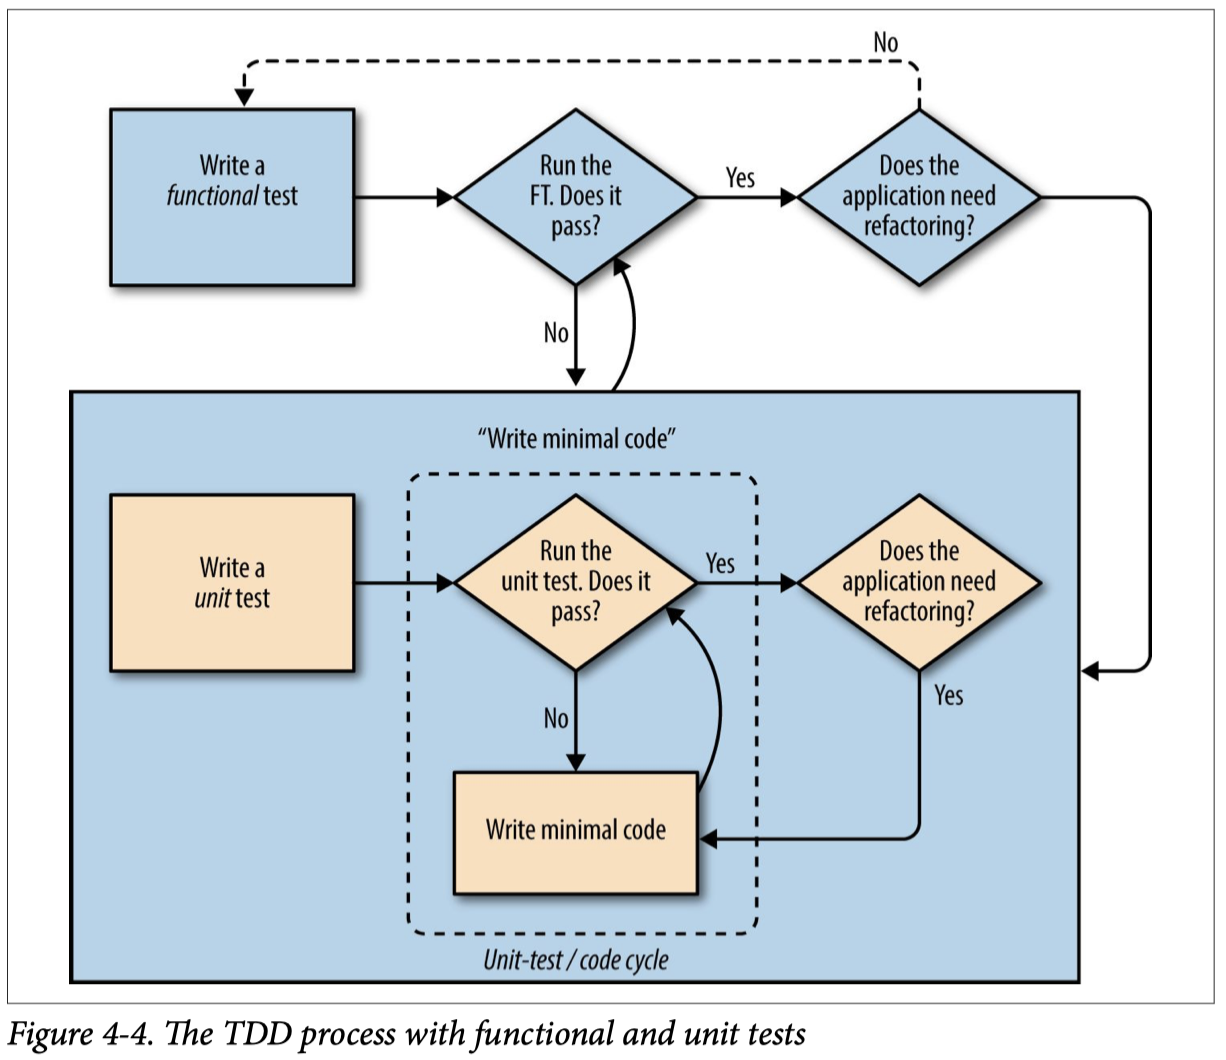 No
Write a
functional test
Run the
FT. Does it
pass?
Yes
Does the
application need
refactoring?
No
“Write minimal code”
Write a
unit test
Run the
unit test. Does it
pass?
Yes
Does the
application need
refactoring?
No
Yes
Write minimal code
Unit-test / code cycle
Figure 4-4. The TDD process with functional and unit tests